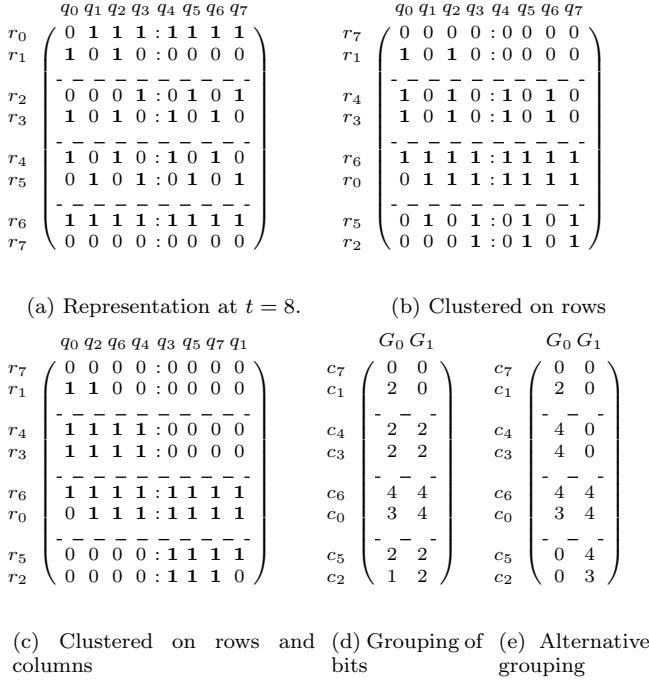 q0 q1 q2 q3 q4 q5 q6 q7
r0 0 1 1 1 : 1 1 1 1
r1 1 0 1 0 : 0 0 0 0
r2 0 0 0 1 : 0 1 0 1
r3 1 0 1 0 : 1 0 1 0
r4 1 0 1 0 : 1 0 1 0
r5 0 1 0 1 : 0 1 0 1
r6 1 1 1 1 : 1 1 1 1
r7 0 0 0 0 : 0 0 0 0
(a) Representation at t = 8.
q0 q1 q2 q3 q4 q5 q6 q7
r7 0 0 0 0 : 0 0 0 0
r1 1 0 1 0 : 0 0 0 0
r4 1 0 1 0 : 1 0 1 0
r3 1 0 1 0 : 1 0 1 0
r6 1 1 1 1 : 1 1 1 1
r0 0 1 1 1 : 1 1 1 1
r5 0 1 0 1 : 0 1 0 1
r2 0 0 0 1 : 0 1 0 1
(b) Clustered on rows
q0 q2 q6 q4 q3 q5 q7 q1
r7 0 0 0 0 : 0 0 0 0
r1 1 1 0 0 : 0 0 0 0
r4 1 1 1 1 : 0 0 0 0
r3 1 1 1 1 : 0 0 0 0
r6 1 1 1 1 : 1 1 1 1
r0 0 1 1 1 : 1 1 1 1
r5 0 0 0 0 : 1 1 1 1
r2 0 0 0 0 : 1 1 1 0
(c) Clustered on rows and
columns
G0 G1
c7 0 0
c1 2 0
c4 2 2
c3 2 2
c6 4 4
c0 3 4
c5 2 2
c2 1 2
(d) Grouping of
bits
G0 G1
c7 0 0
c1 2 0
c4 4 0
c3 4 0
c6 4 4
c0 3 4
c5 0 4
c2 0 3
(e) Alternative
grouping